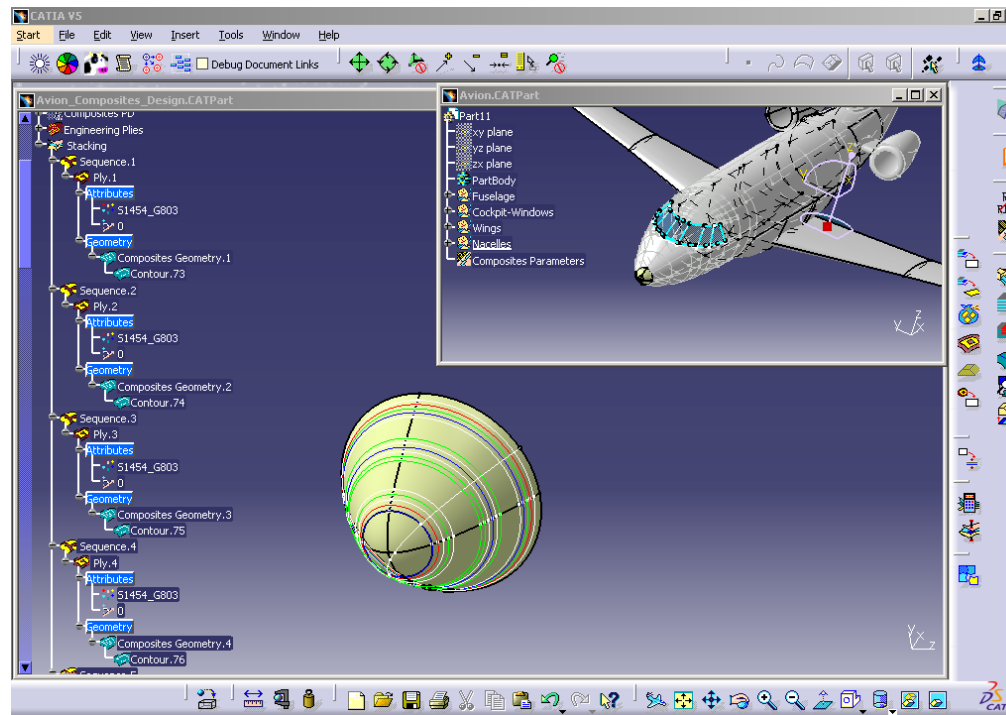 CATIA V5
Start File Edit View Insert Tools Window Help
Debug Document Links
Avion_Composites_Design.CATPart
Composites PD
Engineering Plies
Stacking
Sequence.1
Ply.1
Attributes
S1454_G803
0
Geometry
Composites Geometry.1
Contour.73
Sequence.2
Ply.2
Attributes
S1454_G803
0
Geometry
Composites Geometry.2
Contour.74
Sequence.3
Ply.3
Attributes
S1454_G803
0
Geometry
Composites Geometry.3
Contour.75
Sequence.4
Ply.4
Attributes
S1454_G803
0
Geometry
Composites Geometry.4
Contour.76
Sequence.5
Avion.CATPart
Part11
xy plane
yz plane
zx plane
PartBody
Fuselage
Cockpit-Windows
Wings
Nacelles
Composites Parameters
z
y
x
y
x
z